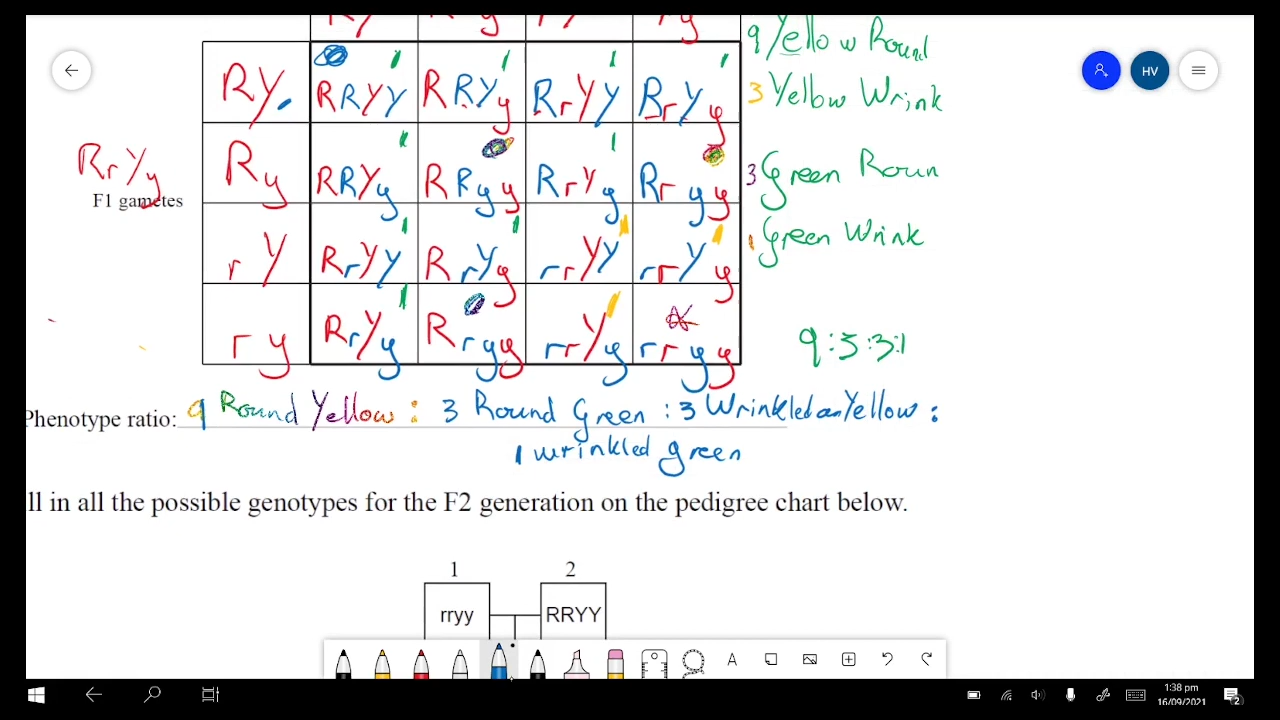 9 Yellow Round
RY RRYY RRYy RrYY RrYy
3 Yellow Wrink
HV
RrYy
F1 gametes
Ry RRYy RRyy RrYy Rryy
3 Green Roun
rY RrYY RrYy rrYY rrYy
1 Green Wrink
ry RrYy Rryy rrYy rryy
9:3:3:1
Phenotype ratio: 9 Round Yellow : 3 Round Green : 3 Wrinkled an Yellow :
1 wrinkled green
ll in all the possible genotypes for the F2 generation on the pedigree chart below.
1 2
rryy RRYY
A
1:38 pm
16/09/2021
2